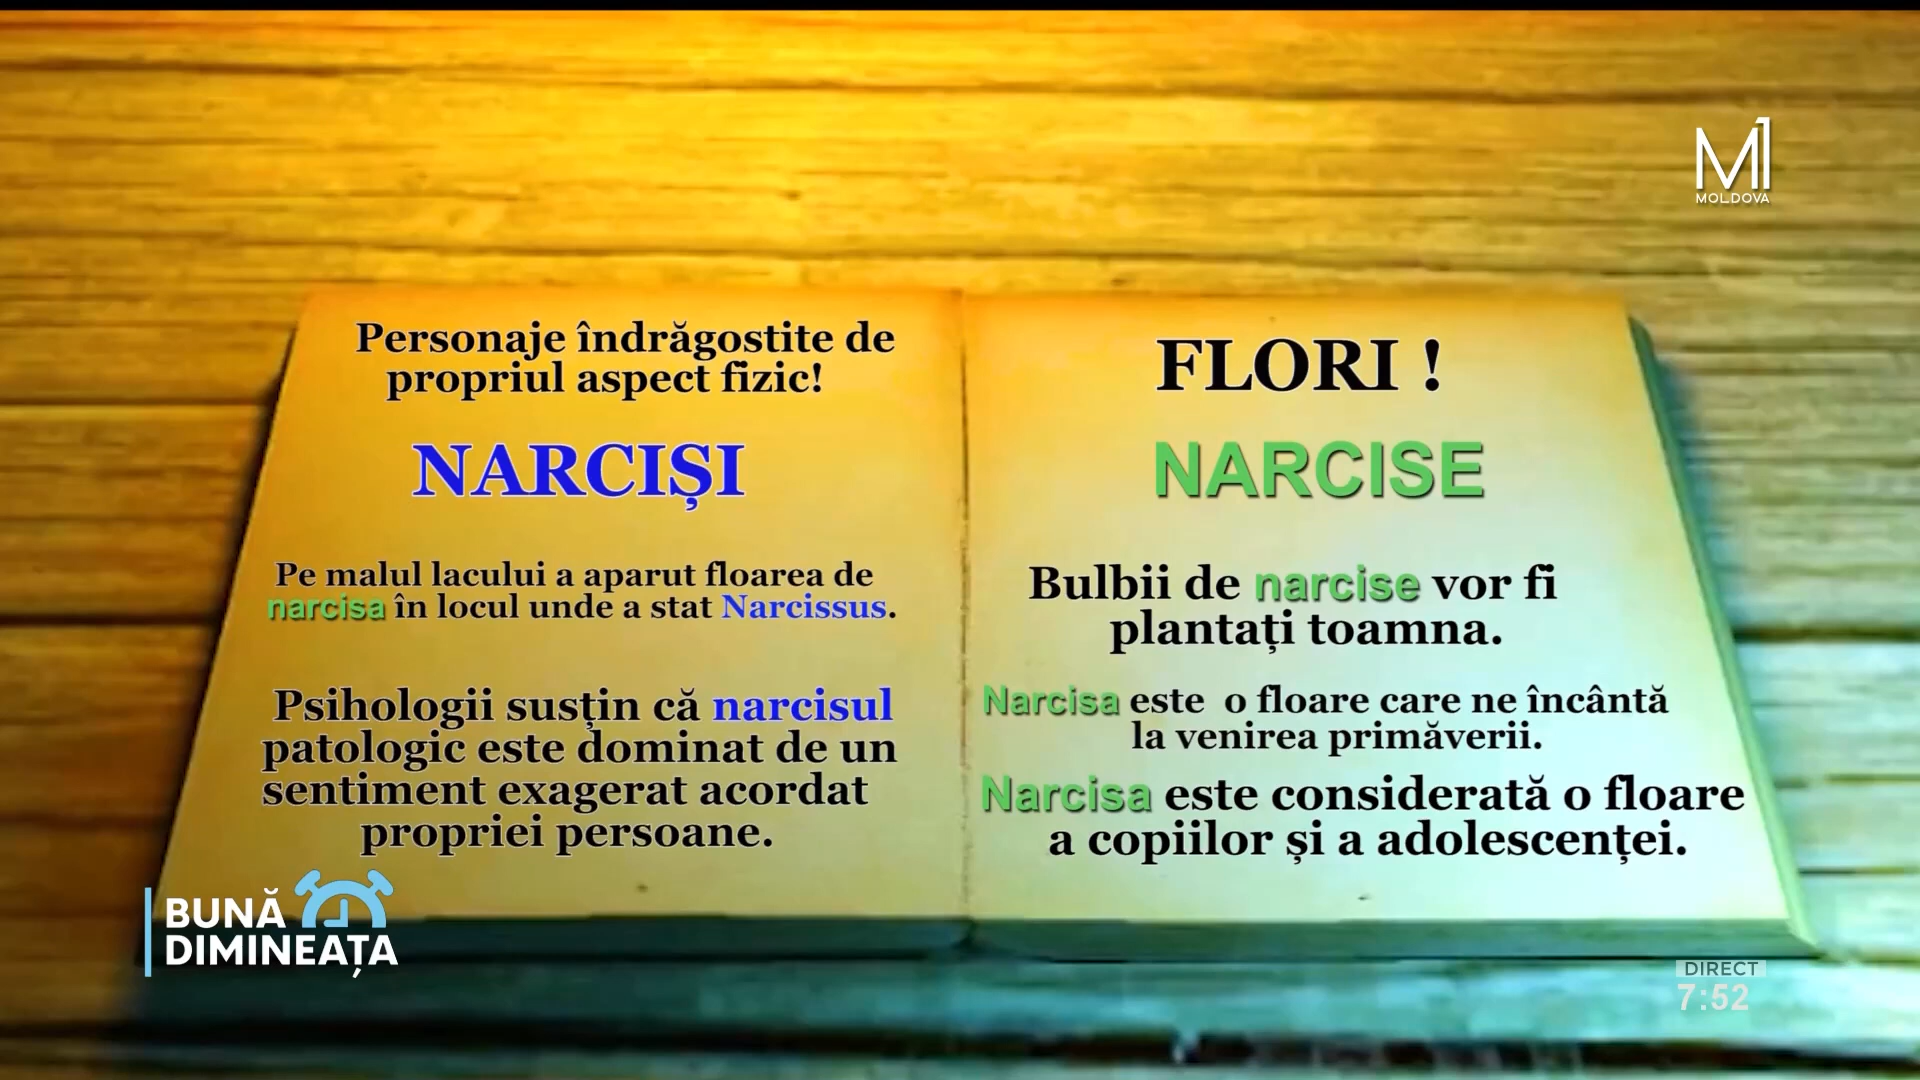 M1
MOLDOVA
Personaje îndrăgostite de
propriul aspect fizic!
NARCIȘI
Pe malul lacului a aparut floarea de
narcisa în locul unde a stat Narcissus.
Psihologii susțin că narcisul
patologic este dominat de un
sentiment exagerat acordat
propriei persoane.
FLORI !
NARCISE
Bulbii de narcise vor fi
plantați toamna.
Narcisa este o floare care ne încântă
la venirea primăverii.
Narcisa este considerată o floare
a copiilor și a adolescenței.
BUNĂ
DIMINEAȚA
DIRECT
7:52